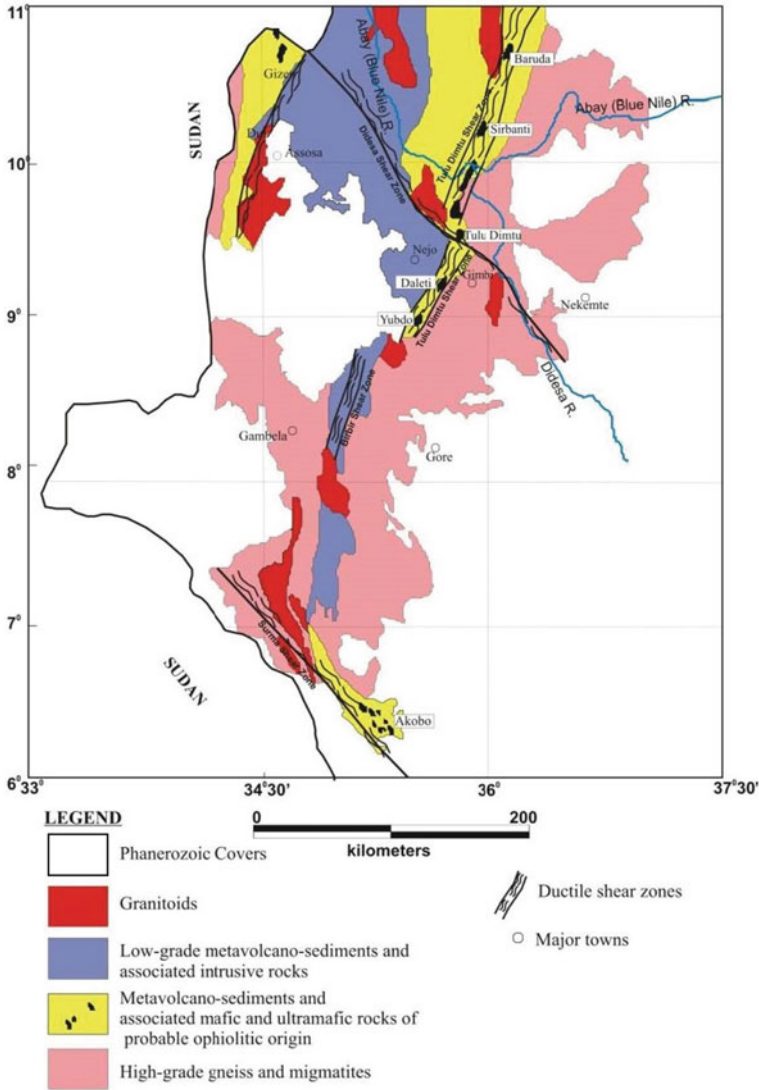 11°
Abay (Blue Nile) R.
Baruda
Gizen
Abay (Blue Nile) R.
SUDAN
Tulu Dimtu Shear Zone
Sirbanti
Didesa Shear Zone
10°
Assosa
Tulu Dimtu
Nejo
Daleti
Gimbi
Nekemte
9°
Yubdo
Tulu Dimtu Shear Zone
Didesa R.
Birbir Shear Zone
Gambela
Gore
8°
7°
Surma shear Zone
SUDAN
Akobo
6°
33°
34°30'
36°
37°30'
LEGEND
0 200
kilometers
Phanerozoic Covers
Granitoids
Low-grade metavolcano-sediments and
associated intrusive rocks
Metavolcano-sediments and
associated mafic and ultramafic rocks of
probable ophiolitic origin
High-grade gneiss and migmatites
Ductile shear zones
Major towns